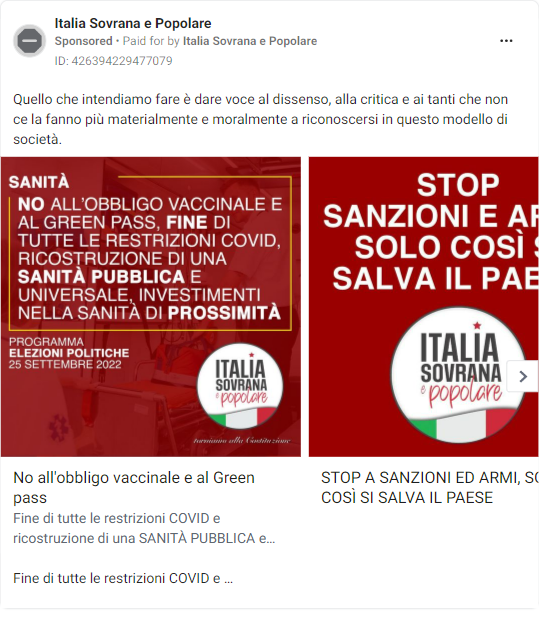 Italia Sovrana e Popolare
Sponsored • Paid for by Italia Sovrana e Popolare
ID: 426394229477079
Quello che intendiamo fare è dare voce al dissenso, alla critica e ai tanti che non
ce la fanno più materialmente e moralmente a riconoscersi in questo modello di
società.
SANITÀ
NO ALL'OBBLIGO VACCINALE E
AL GREEN PASS, FINE DI
TUTTE LE RESTRIZIONI COVID,
RICOSTRUZIONE DI UNA
SANITÀ PUBBLICA E
UNIVERSALE, INVESTIMENTI
NELLA SANITÀ DI PROSSIMITÀ
PROGRAMMA
ELEZIONI POLITICHE
25 SETTEMBRE 2022
ITALIA
SOVRANA
e popolare
torniamo alla Costituzione
STOP
SANZIONI E AR
SOLO COSÌ S
SALVA IL PAE
ITALIA
SOVRANA
e popolare
No all'obbligo vaccinale e al Green
pass
Fine di tutte le restrizioni COVID e
ricostruzione di una SANITÀ PUBBLICA e...
Fine di tutte le restrizioni COVID e ...
STOP A SANZIONI ED ARMI, SO
COSÌ SI SALVA IL PAESE